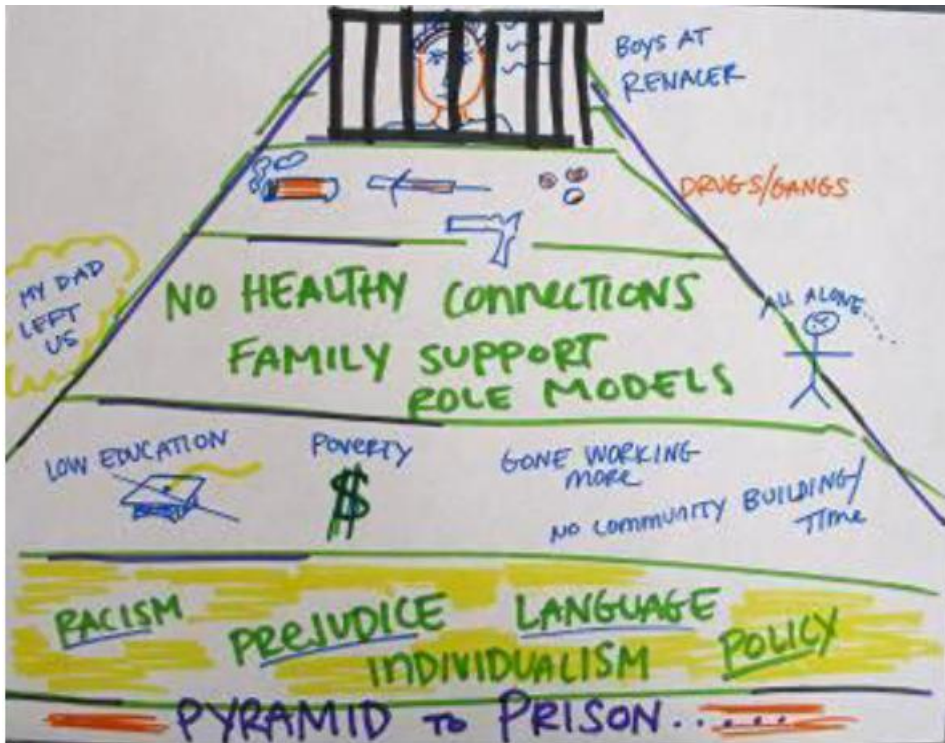 BOYS AT
RENACER
DRUGS/GANGS
MY DAD
LEFT
US
NO HEALTHY CONNECTIONS
FAMILY SUPPORT
ROLE MODELS
ALL ALONE.....
LOW EDUCATION
POVERTY
$
GONE WORKING
MORE
NO COMMUNITY BUILDING/
TIME
RACISM
PREJUDICE
LANGUAGE
INDIVIDUALISM
POLICY
PYRAMID TO PRISON......